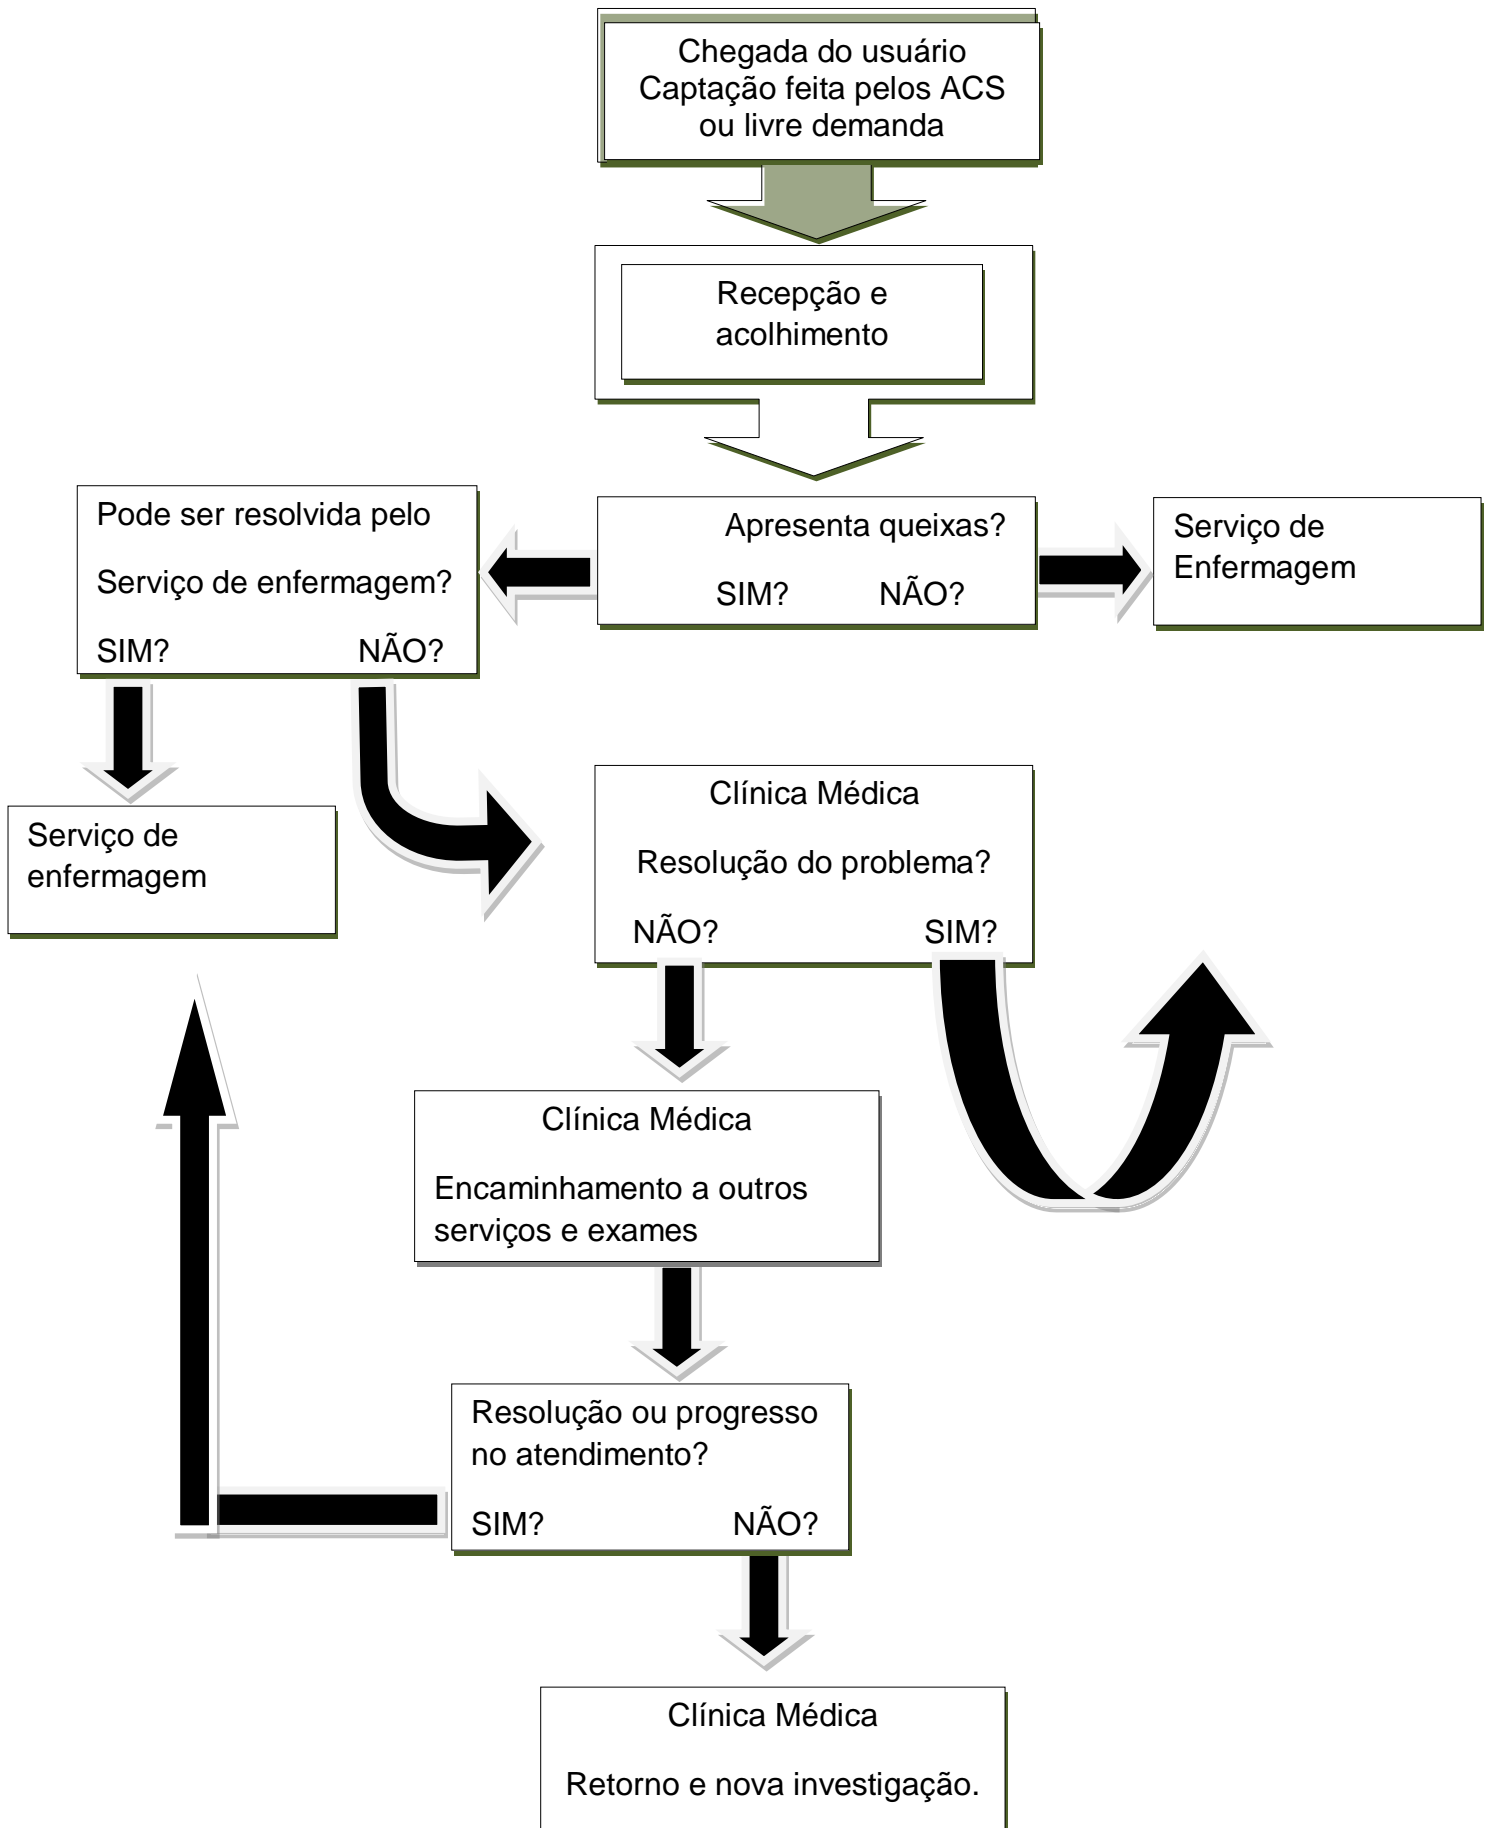 Chegada do usuário
Captação feita pelos ACS
ou livre demanda
Recepção e
acolhimento
Apresenta queixas?
SIM? NÃO?
Serviço de
Enfermagem
Pode ser resolvida pelo
Serviço de enfermagem?
SIM? NÃO?
Serviço de
enfermagem
Clínica Médica
Resolução do problema?
NÃO? SIM?
Clínica Médica
Encaminhamento a outros
serviços e exames
Resolução ou progresso
no atendimento?
SIM? NÃO?
Clínica Médica
Retorno e nova investigação.